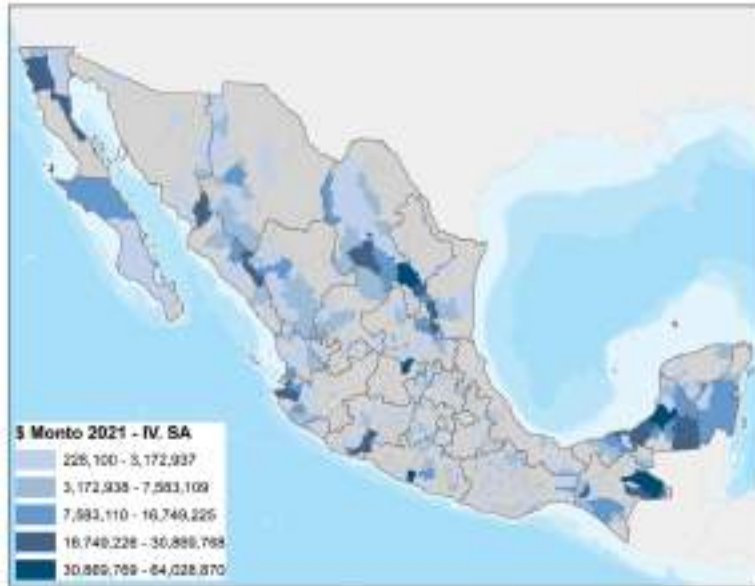 $ Monto 2021 - IV. SA
228,100 - 3,172,937
3,172,938 - 7,583,109
7,583,110 - 16,749,225
16,749,226 - 30,869,768
30,869,769 - 64,028,870